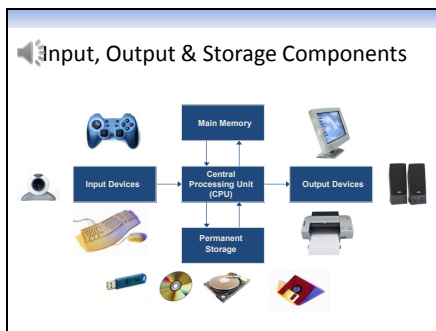 Input, Output & Storage Components
Main Memory
Input Devices
Central
Processing Unit
(CPU)
Output Devices
Permanent
Storage